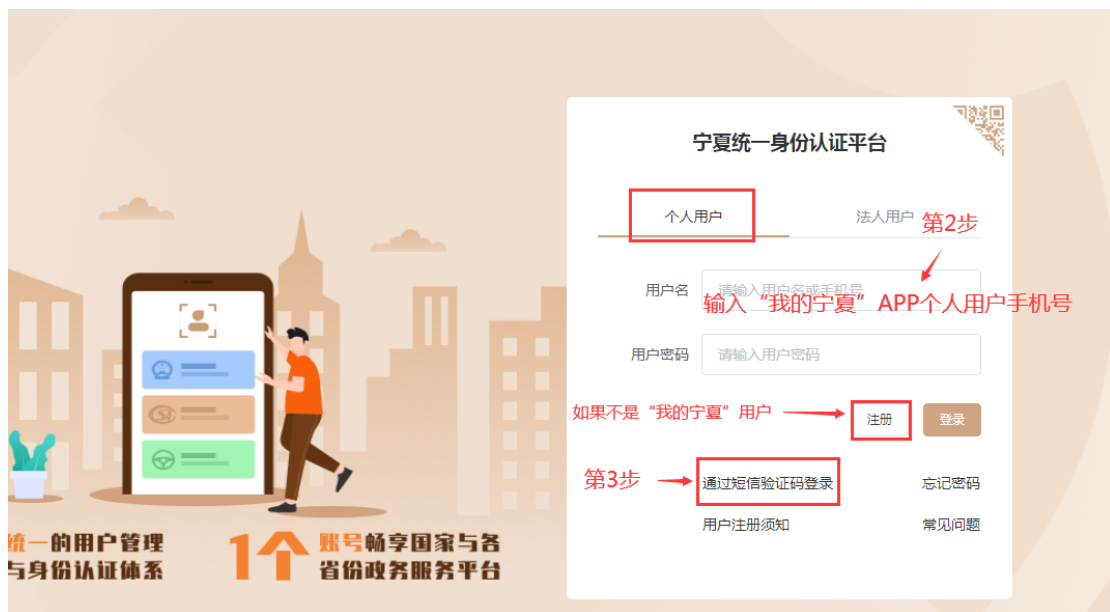 宁夏统一身份认证平台
个人用户
法人用户
第2步
用户名
请输入用户名或手机号
输入“我的宁夏”APP个人用户手机号
用户密码
请输入用户密码
如果不是“我的宁夏”用户
注册
登录
第3步
通过短信验证码登录
忘记密码
用户注册须知
常见问题
统一的用户管理
与身份认证体系
1个
账号畅享国家与各
省份政务服务平台